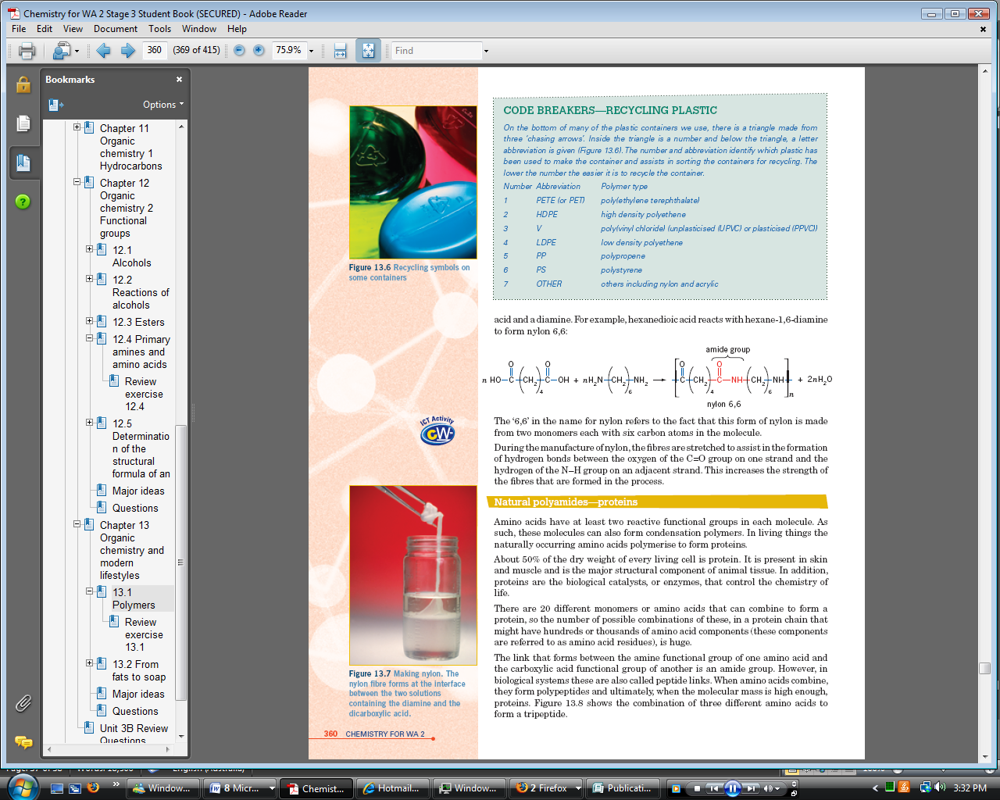 Chemistry for WA 2 Stage 3 Student Book (SECURED) - Adobe Reader
File Edit View Document Tools Window Help
360 (369 of 415) 75.9% Find
Bookmarks
Options
Chapter 11
Organic
chemistry 1
Hydrocarbons
Chapter 12
Organic
chemistry 2
Functional
groups
12.1
Alcohols
12.2
Reactions of
alcohols
12.3 Esters
12.4 Primary
amines and
amino acids
Review
exercise
12.4
12.5
Determinatio
n of the
structural
formula of an
Major ideas
Questions
Chapter 13
Organic
chemistry and
modern
lifestyles
13.1
Polymers
Review
exercise
13.1
13.2 From
fats to soap
Major ideas
Questions
Unit 3B Review
Questions
Figure 13.6 Recycling symbols on
some containers
ICT Activity
CW
Figure 13.7 Making nylon. The
nylon fibre forms at the interface
between the two solutions
containing the diamine and the
dicarboxylic acid.
360 CHEMISTRY FOR WA 2
CODE BREAKERS—RECYCLING PLASTIC
On the bottom of many of the plastic containers we use, there is a triangle made from
three 'chasing arrows'. Inside the triangle is a number and below the triangle, a letter
abbreviation is given (Figure 13.6). The number and abbreviation identify which plastic has
been used to make the container and assists in sorting the containers for recycling. The
lower the number the easier it is to recycle the container.
Number Abbreviation Polymer type
1 PETE (or PET) poly(ethylene terephthalate)
2 HDPE high density polyethene
3 V poly(vinyl chloride) (unplasticised (UPVC) or plasticised (PPVC))
4 LDPE low density polyethene
5 PP polypropene
6 PS polystyrene
7 OTHER others including nylon and acrylic
acid and a diamine. For example, hexanedioic acid reacts with hexane-1,6-diamine
to form nylon 6,6:
amide group
O O O O
n HO—C—(CH2)4—C—OH + nH2N—(CH2)6—NH2 → [C—(CH2)4—C—NH—(CH2)6—NH]n + 2nH2O
nylon 6,6
The '6,6' in the name for nylon refers to the fact that this form of nylon is made
from two monomers each with six carbon atoms in the molecule.
During the manufacture of nylon, the fibres are stretched to assist in the formation
of hydrogen bonds between the oxygen of the C=O group on one strand and the
hydrogen of the N–H group on an adjacent strand. This increases the strength of
the fibres that are formed in the process.
Natural polyamides—proteins
Amino acids have at least two reactive functional groups in each molecule. As
such, these molecules can also form condensation polymers. In living things the
naturally occurring amino acids polymerise to form proteins.
About 50% of the dry weight of every living cell is protein. It is present in skin
and muscle and is the major structural component of animal tissue. In addition,
proteins are the biological catalysts, or enzymes, that control the chemistry of
life.
There are 20 different monomers or amino acids that can combine to form a
protein, so the number of possible combinations of these, in a protein chain that
might have hundreds or thousands of amino acid components (these components
are referred to as amino acid residues), is huge.
The link that forms between the amine functional group of one amino acid and
the carboxylic acid functional group of another is an amide group. However, in
biological systems these are also called peptide links. When amino acids combine,
they form polypeptides and ultimately, when the molecular mass is high enough,
proteins. Figure 13.8 shows the combination of three different amino acids to
form a tripeptide.
Window... 8 Micr... Chemist... Hotmail... Window... 2 Firefox Publicati... 3:32 PM